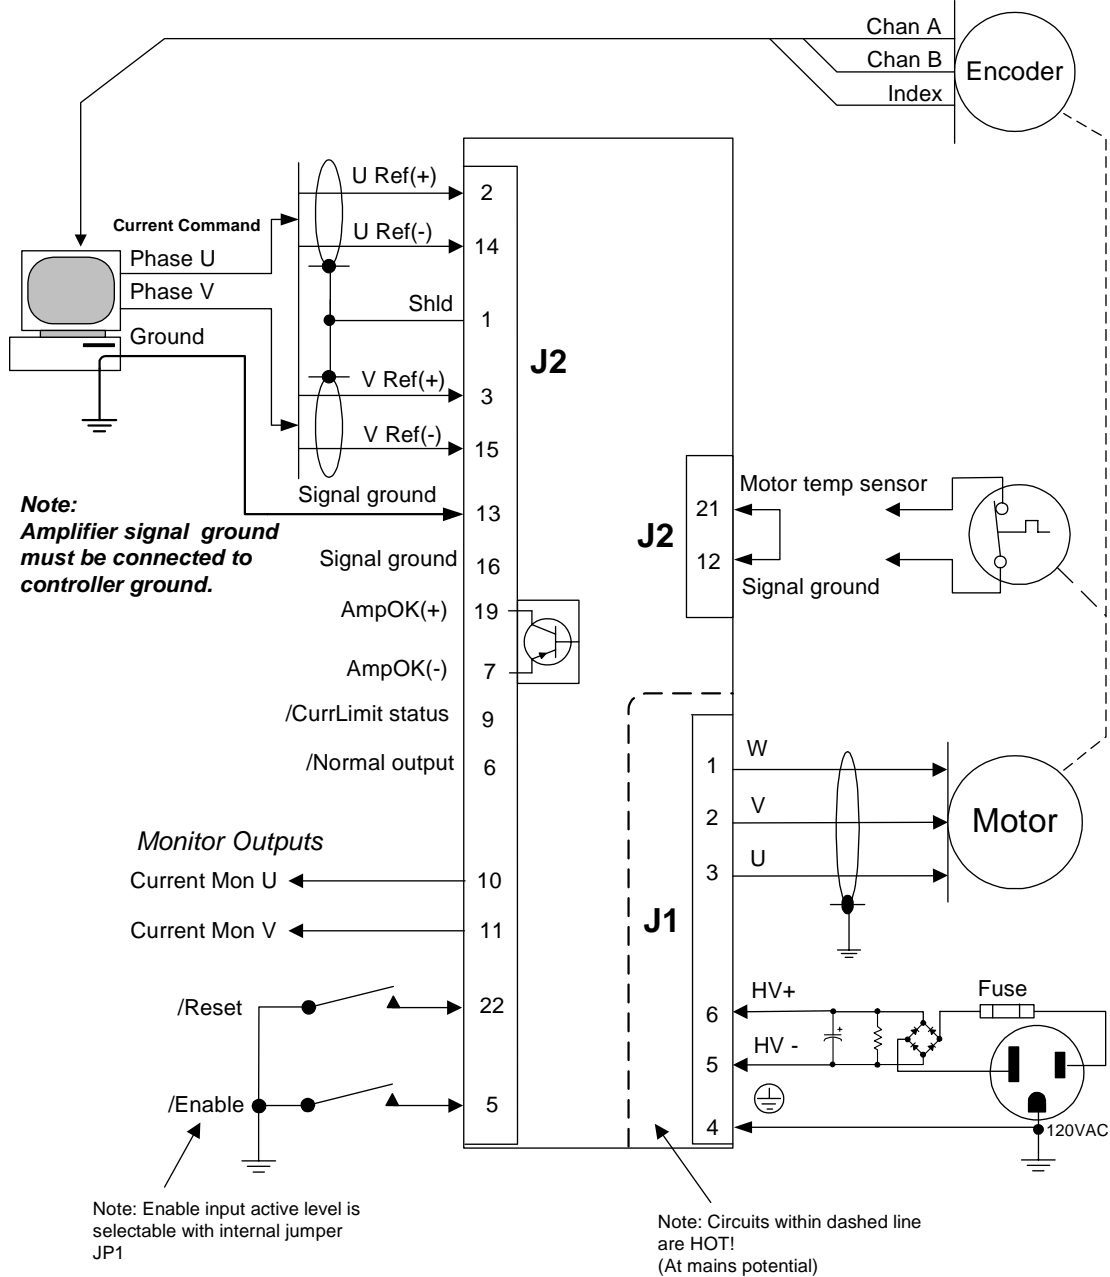 Chan A
Chan B
Index
Encoder
U Ref(+)
2
Current Command
U Ref(-)
14
Phase U
Phase V
Shld
1
Ground
J2
V Ref(+)
3
V Ref(-)
15
Signal ground
13
Note:
Amplifier signal ground
must be connected to
controller ground.
Signal ground
16
AmpOK(+)
19
AmpOK(-)
7
/CurrLimit status
9
/Normal output
6
Motor temp sensor
21
J2
12
Signal ground
Monitor Outputs
Current Mon U
10
Current Mon V
11
/Reset
22
/Enable
5
1
W
2
V
3
U
Motor
J1
6
HV+
Fuse
5
HV -
4
120VAC
+
Note: Enable input active level is
selectable with internal jumper
JP1
Note: Circuits within dashed line
are HOT!
(At mains potential)